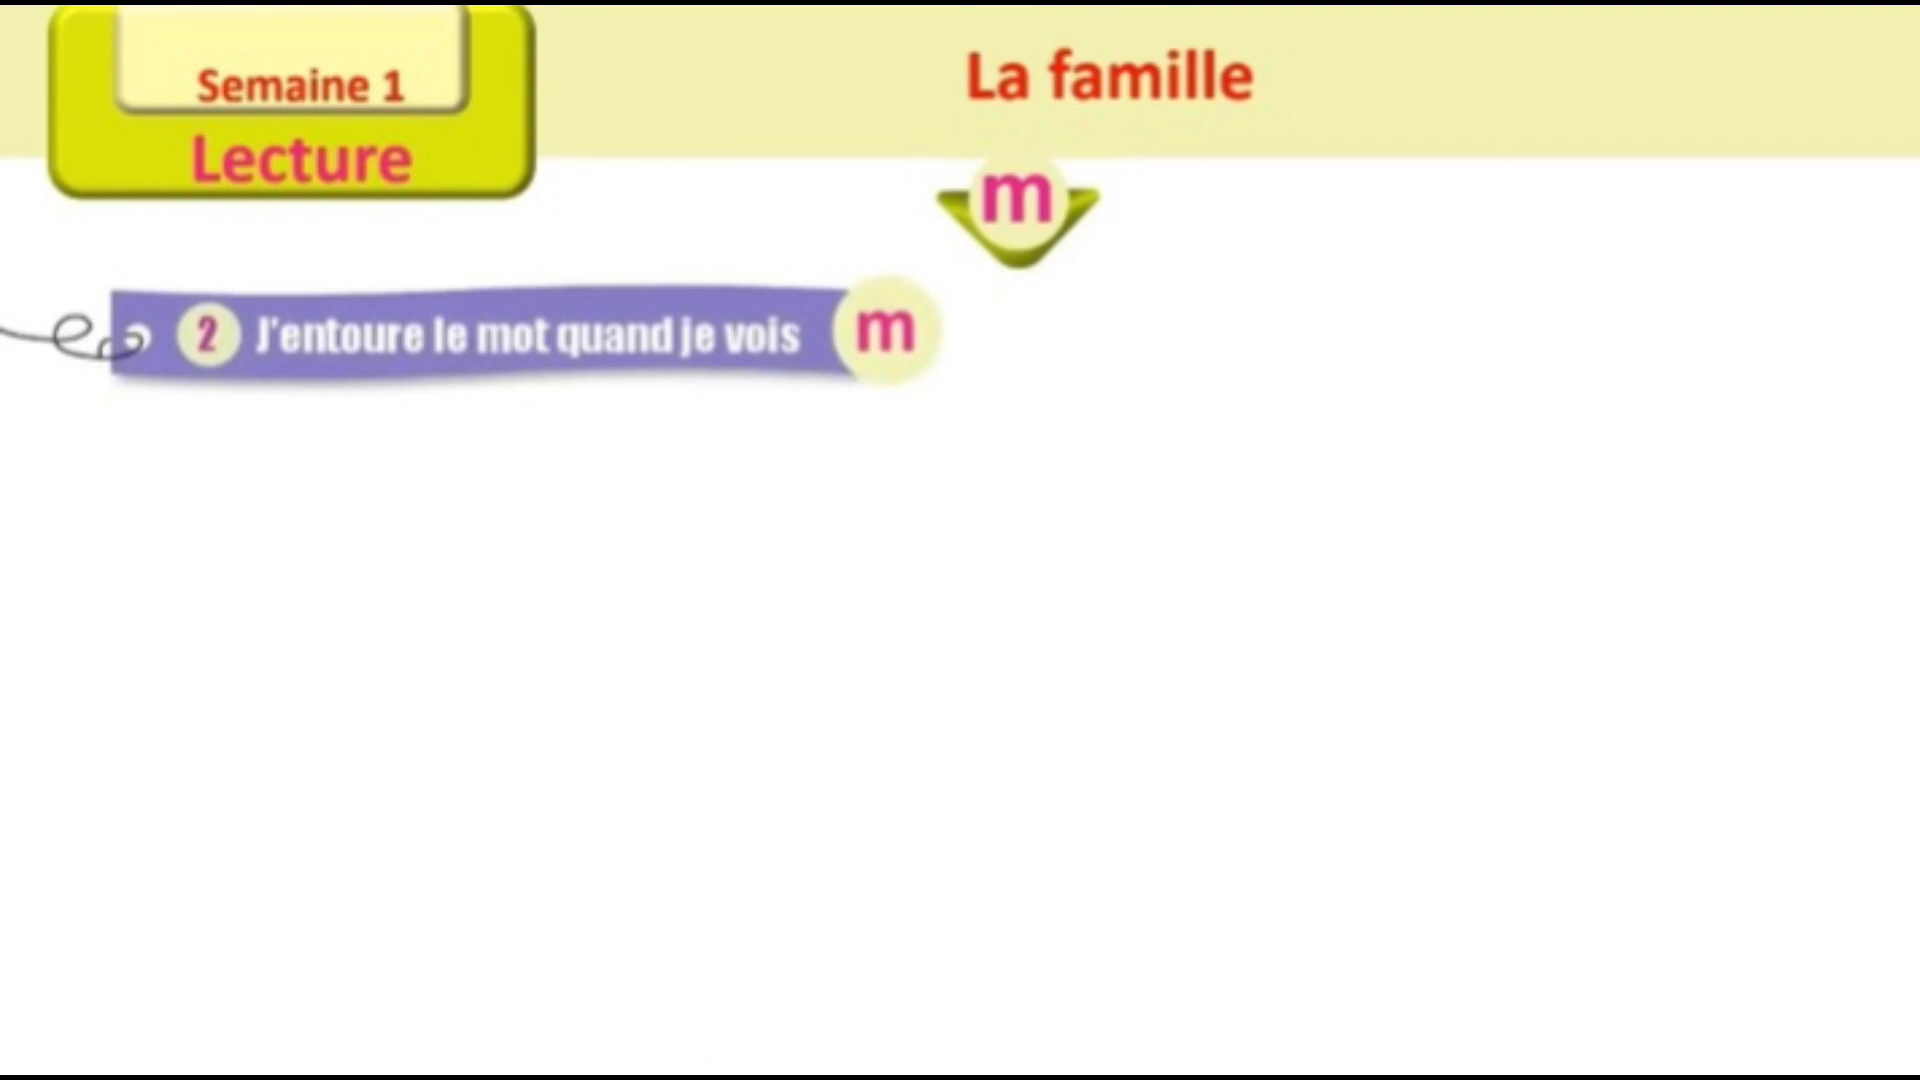 Semaine 1
Lecture
La famille
m
2 J'entoure le mot quand je vois m